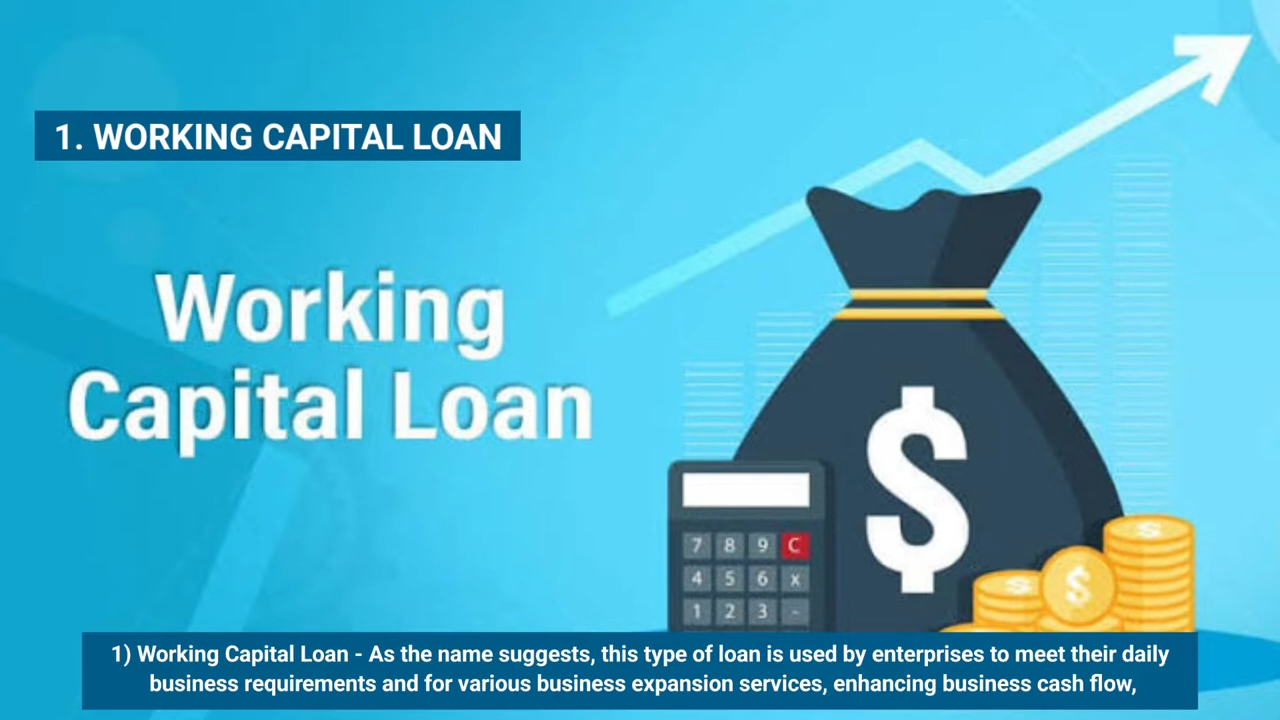 1. WORKING CAPITAL LOAN
Working
Capital Loan
$
7 8 9 C
4 5 6 x
1 2 3 -
$
$
$
1) Working Capital Loan - As the name suggests, this type of loan is used by enterprises to meet their daily
business requirements and for various business expansion services, enhancing business cash flow,